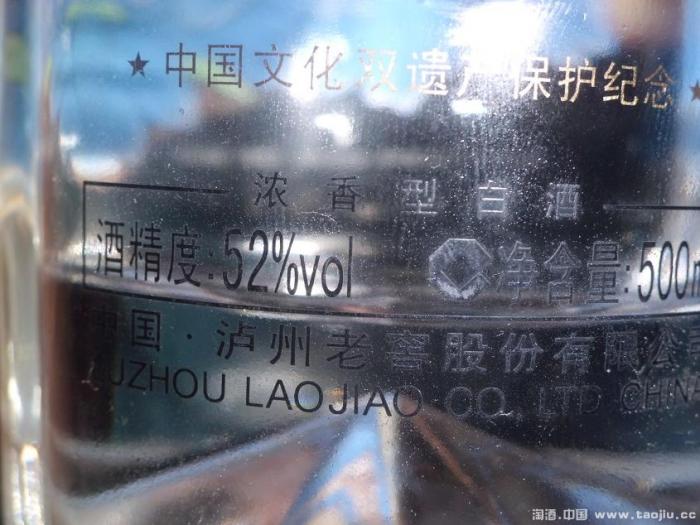 ★中国文化双遗产保护纪念★
浓香型白酒
酒精度:52%vol 净含量:500m
中国·泸州老窖股份有限公司
LUZHOU LAOJIAO CO., LTD CHINA
淘酒.中国 www.taojiu.cc